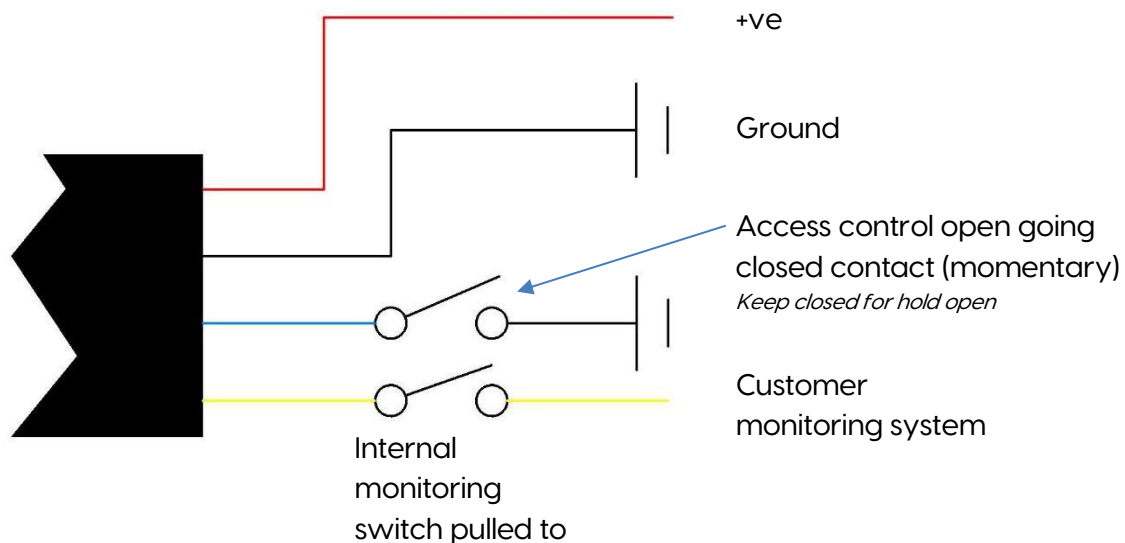 +ve
Ground
Access control open going
closed contact (momentary)
Keep closed for hold open
Customer
monitoring system
Internal
monitoring
switch pulled to